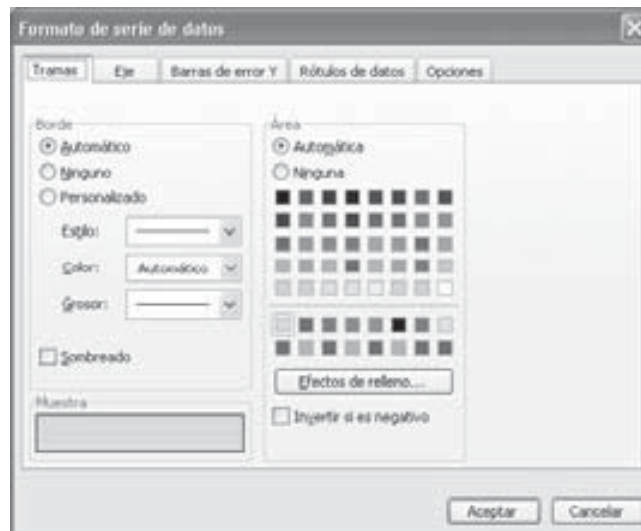 Formato de serie de datos
Tramas Eje Barras de error Y Rótulos de datos Opciones
Borde
Automático
Ninguno
Personalizado
Estilo:
Color: Automático
Grosor:
Sombreado
Muestra
Área
Automática
Ninguna
Efectos de relleno...
Invertir si es negativo
Aceptar Cancelar